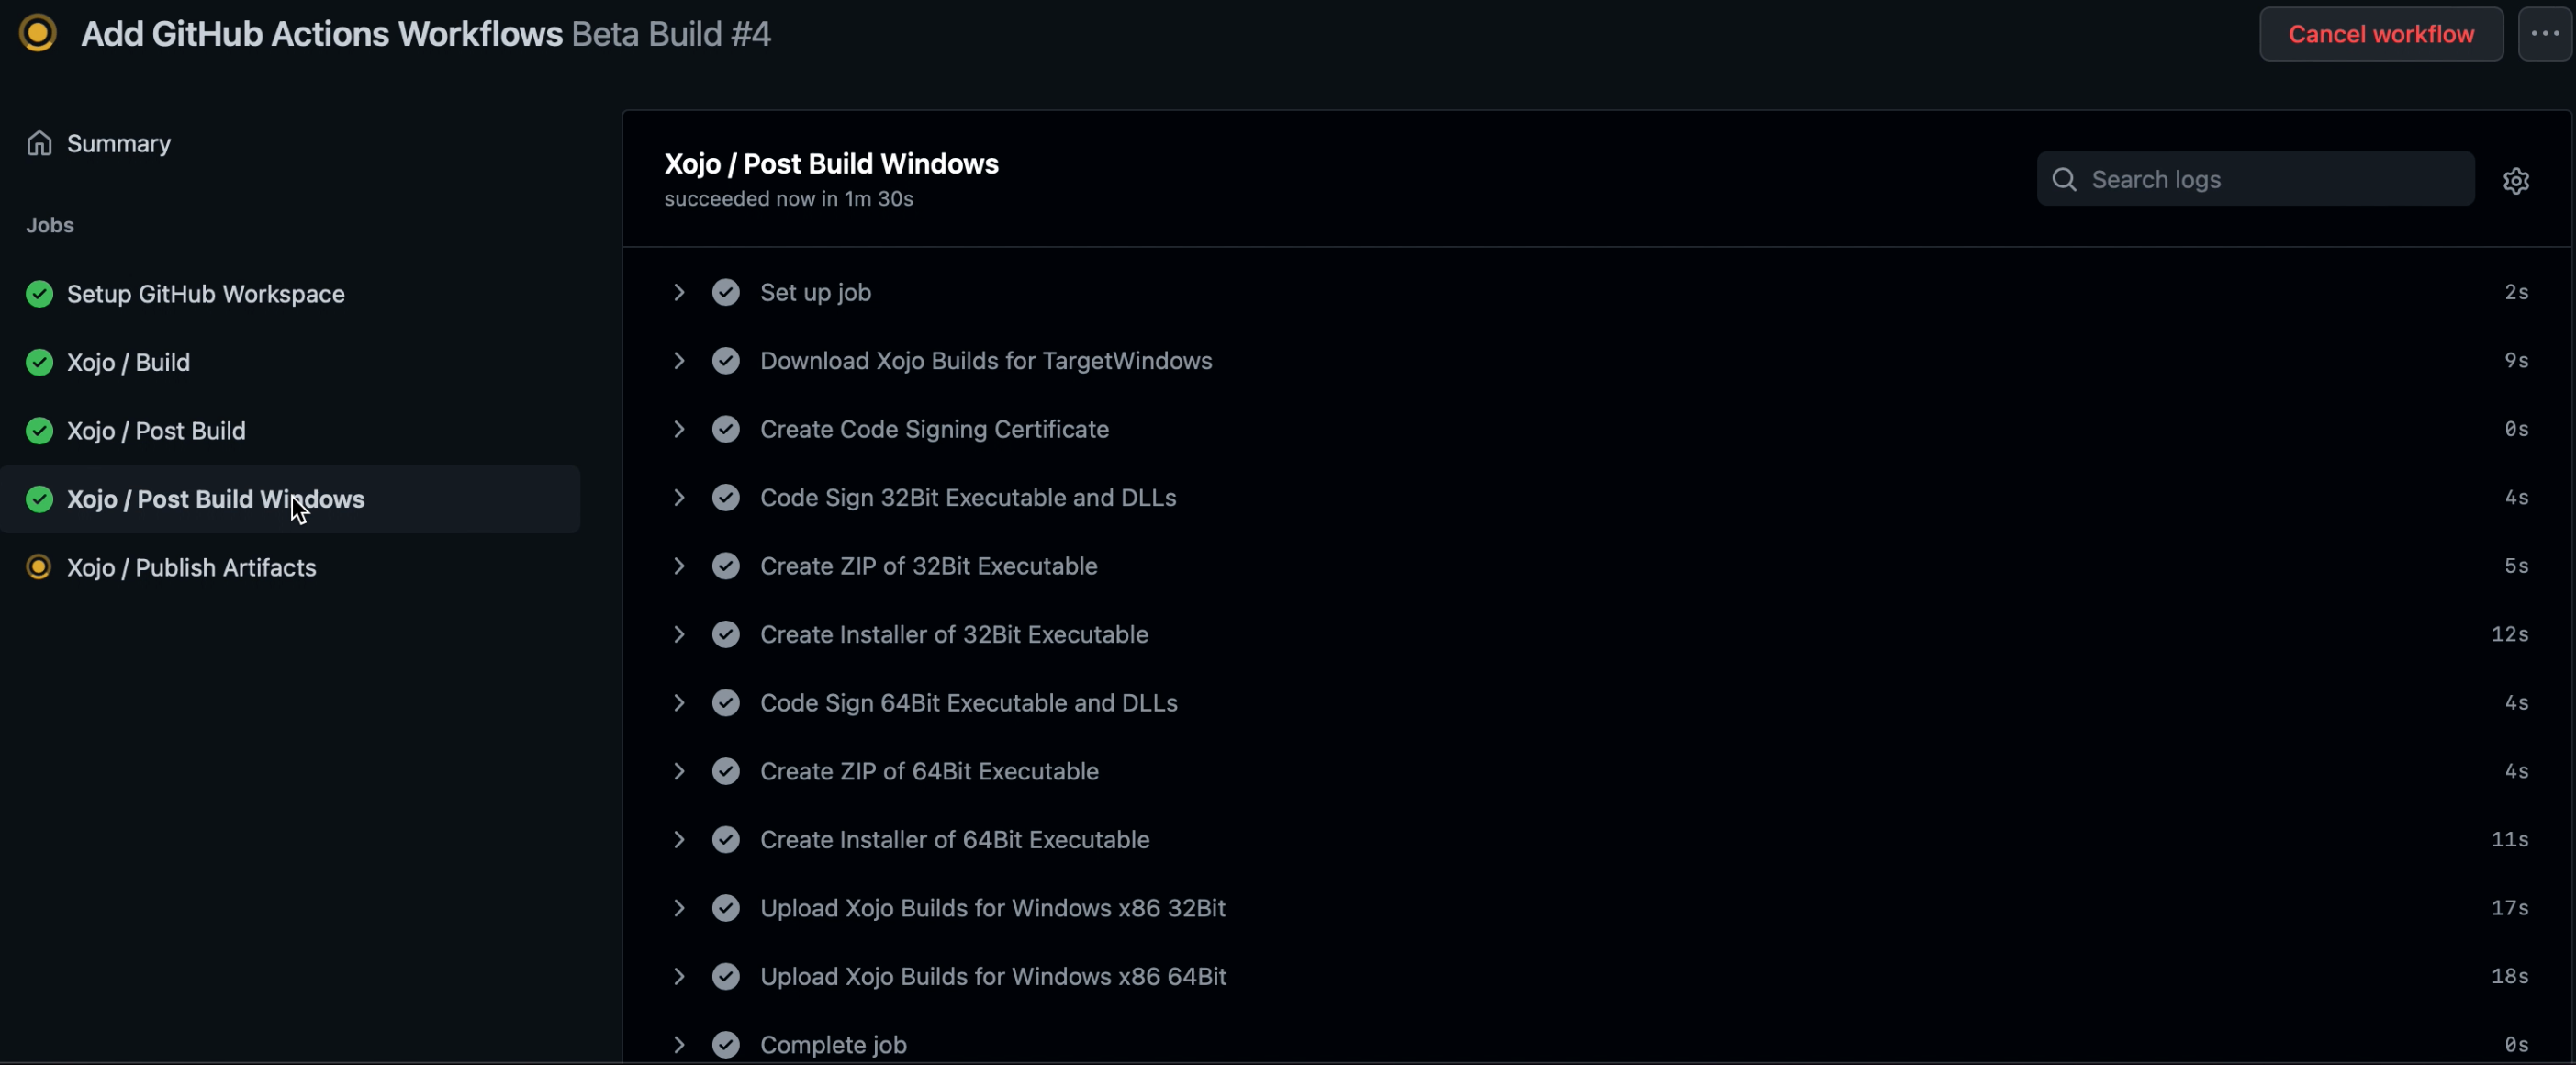 Add GitHub Actions Workflows Beta Build #4
Cancel workflow
Summary
Jobs
Setup GitHub Workspace
Xojo / Build
Xojo / Post Build
Xojo / Post Build Windows
Xojo / Publish Artifacts
Xojo / Post Build Windows
succeeded now in 1m 30s
Search logs
Set up job 2s
Download Xojo Builds for TargetWindows 9s
Create Code Signing Certificate 0s
Code Sign 32Bit Executable and DLLs 4s
Create ZIP of 32Bit Executable 5s
Create Installer of 32Bit Executable 12s
Code Sign 64Bit Executable and DLLs 4s
Create ZIP of 64Bit Executable 4s
Create Installer of 64Bit Executable 11s
Upload Xojo Builds for Windows x86 32Bit 17s
Upload Xojo Builds for Windows x86 64Bit 18s
Complete job 0s